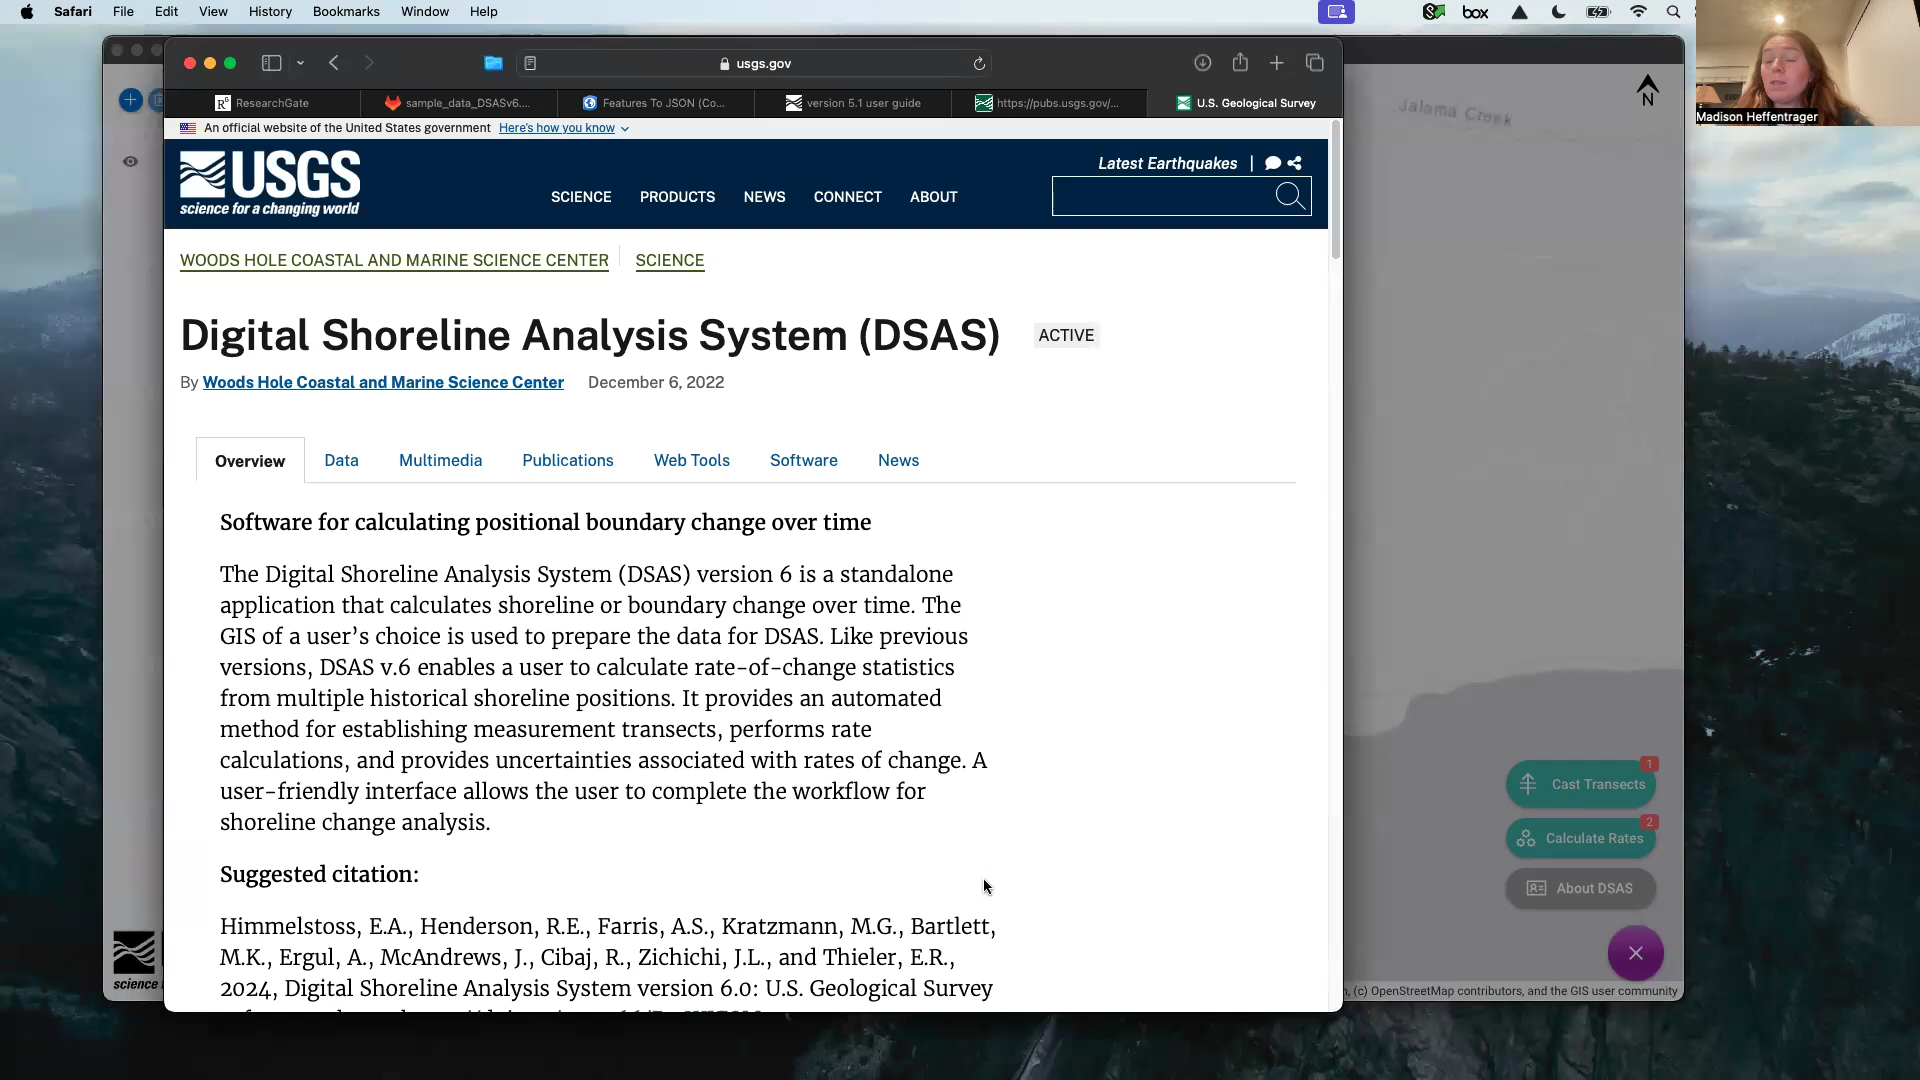 Safari File Edit View History Bookmarks Window Help
box
usgs.gov
ResearchGate
sample_data_DSASv6....
Features To JSON (Co...
version 5.1 user guide
https://pubs.usgs.gov/...
U.S. Geological Survey
Madison Heffentrager
Jalama Creek
N
An official website of the United States government Here's how you know
USGS
science for a changing world
Latest Earthquakes |
SCIENCE PRODUCTS NEWS CONNECT ABOUT
WOODS HOLE COASTAL AND MARINE SCIENCE CENTER SCIENCE
Digital Shoreline Analysis System (DSAS) ACTIVE
By Woods Hole Coastal and Marine Science Center December 6, 2022
Overview Data Multimedia Publications Web Tools Software News
Software for calculating positional boundary change over time
The Digital Shoreline Analysis System (DSAS) version 6 is a standalone
application that calculates shoreline or boundary change over time. The
GIS of a user's choice is used to prepare the data for DSAS. Like previous
versions, DSAS v.6 enables a user to calculate rate-of-change statistics
from multiple historical shoreline positions. It provides an automated
method for establishing measurement transects, performs rate
calculations, and provides uncertainties associated with rates of change. A
user-friendly interface allows the user to complete the workflow for
shoreline change analysis.
Suggested citation:
Himmelstoss, E.A., Henderson, R.E., Farris, A.S., Kratzmann, M.G., Bartlett,
M.K., Ergul, A., McAndrews, J., Cibaj, R., Zichichi, J.L., and Thieler, E.R.,
2024, Digital Shoreline Analysis System version 6.0: U.S. Geological Survey
1
Cast Transects
2
Calculate Rates
About DSAS
science
(c) OpenStreetMap contributors, and the GIS user community